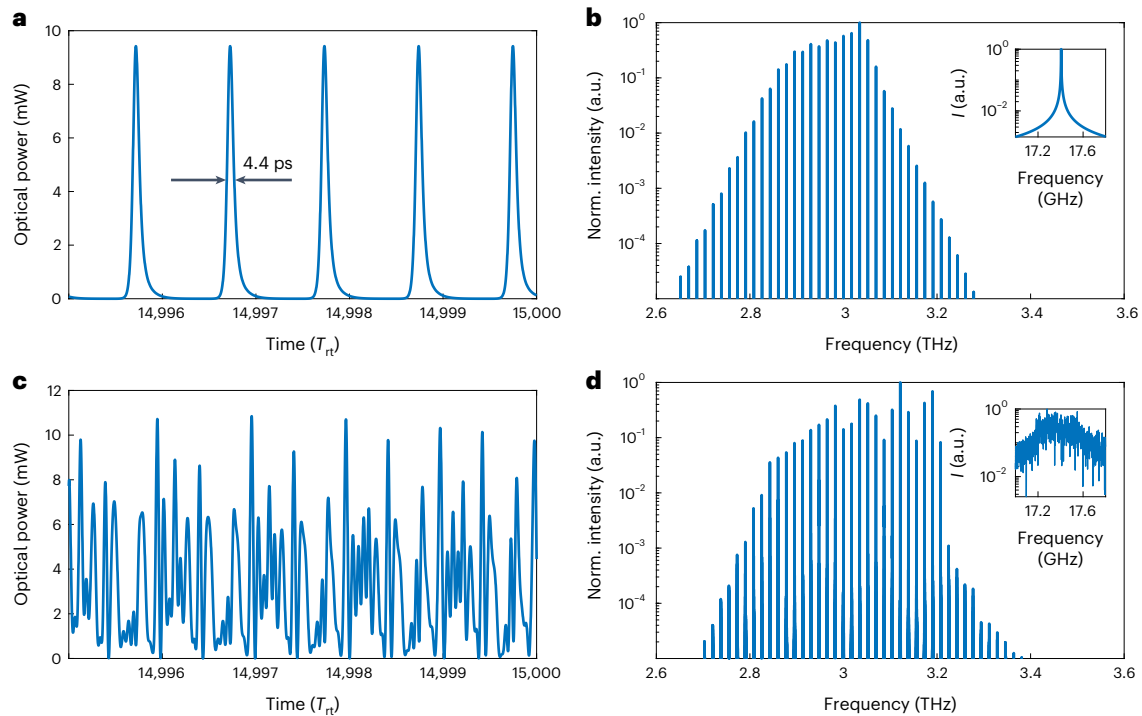 a
Optical power (mW)
10
8
6
4
2
0
4.4 ps
14,996
14,997
14,998
14,999
15,000
Time (Trt)
b
Norm. intensity (a.u.)
10⁰
10⁻¹
10⁻²
10⁻³
10⁻⁴
2.6
2.8
3
3.2
3.4
3.6
Frequency (THz)
I (a.u.)
10⁰
10⁻²
17.2
17.6
Frequency
(GHz)
c
Optical power (mW)
12
10
8
6
4
2
0
14,996
14,997
14,998
14,999
15,000
Time (Trt)
d
Norm. intensity (a.u.)
10⁰
10⁻¹
10⁻²
10⁻³
10⁻⁴
2.6
2.8
3
3.2
3.4
3.6
Frequency (THz)
I (a.u.)
10⁰
10⁻²
17.2
17.6
Frequency
(GHz)